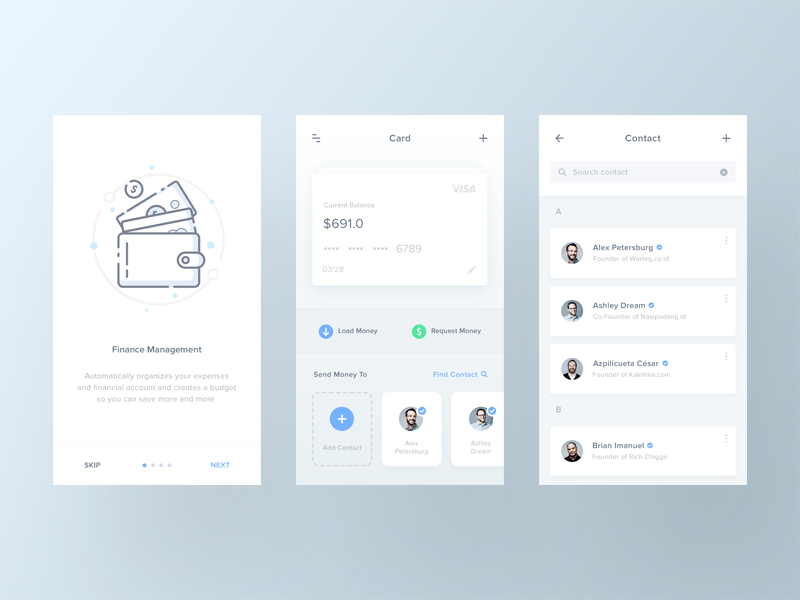 Finance Management
Automatically organizes your expenses
and financial account and creates a budget
so you can save more and more
SKIP
NEXT
Card
VISA
Current Balance
$691.0
•••• •••• •••• 6789
03/28
Load Money
$
Request Money
Send Money To
Find Contact
Add Contact
Alex
Petersburg
Ashley
Dream
Contact
Search contact
A
Alex Petersburg
Founder of Warteg.co.id
Ashley Dream
Co-Founder of Nasipadang.id
Azpilicueta César
Founder of Kakilima.com
B
Brian Imanuel
Founder of Rich Chigga